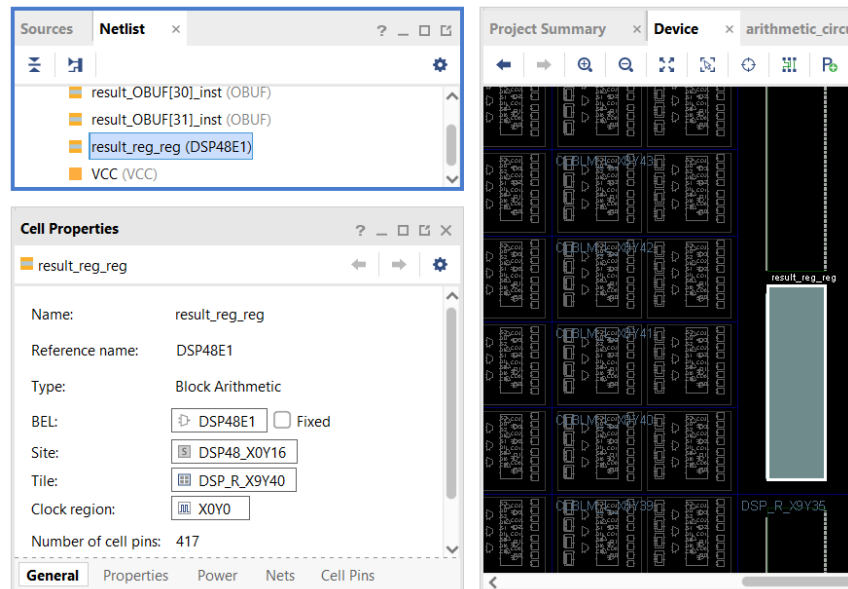 Sources Netlist ×
? _
result_OBUF[30]_inst (OBUF)
result_OBUF[31]_inst (OBUF)
result_reg_reg (DSP48E1)
VCC (VCC)
Cell Properties
? _ ×
result_reg_reg
Name: result_reg_reg
Reference name: DSP48E1
Type: Block Arithmetic
BEL: DSP48E1 Fixed
Site: S DSP48_X0Y16
Tile: DSP_R_X9Y40
Clock region: X0Y0
Number of cell pins: 417
General Properties Power Nets Cell Pins
Project Summary × Device × arithmetic_circu
result_reg_reg
DSP_R_X9Y35